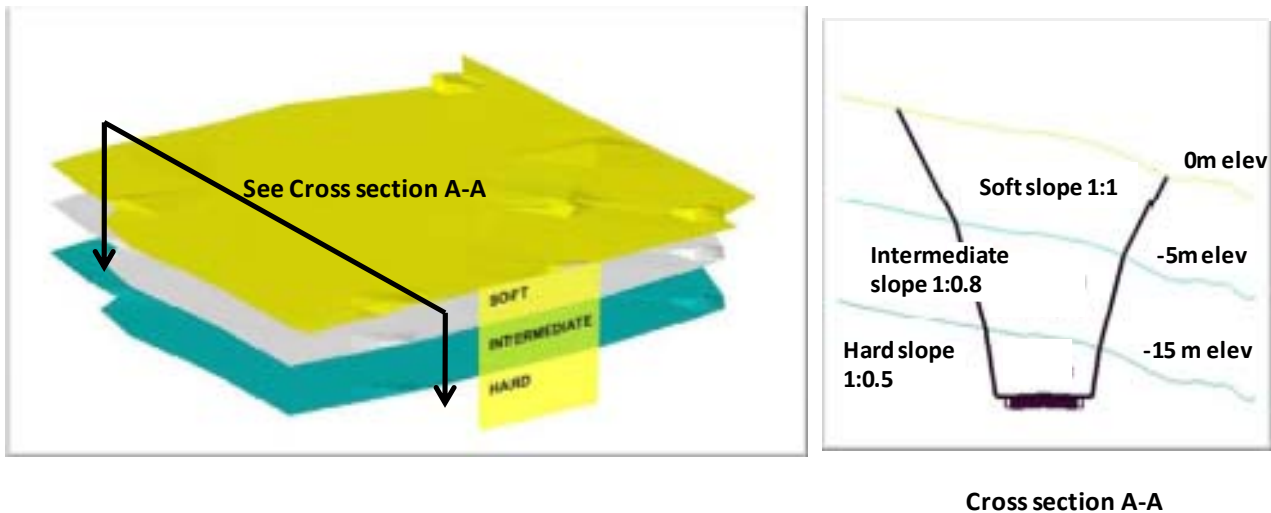 See Cross section A-A
SOFT
INTERMEDIATE
HARD
0m elev
Soft slope 1:1
Intermediate
slope 1:0.8
-5m elev
Hard slope
1:0.5
-15 m elev
Cross section A-A